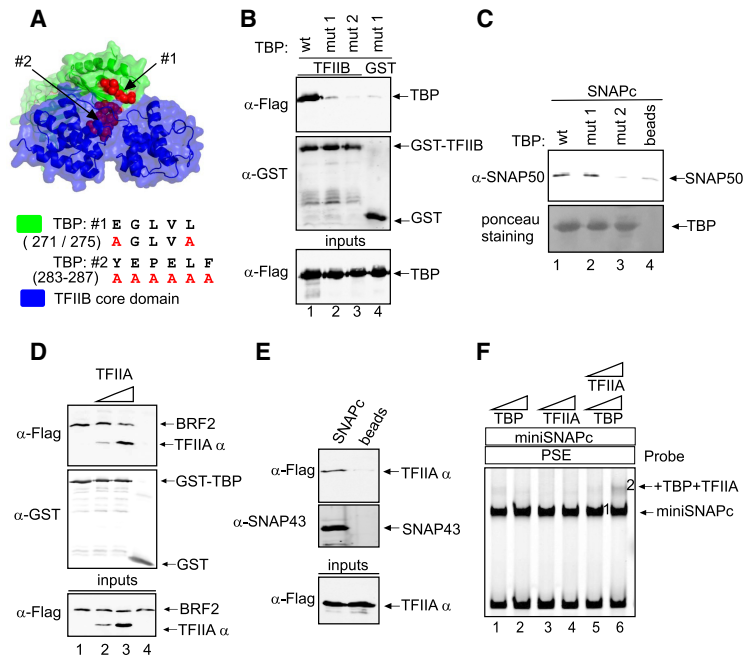 A
#2
#1
TBP: #1 E G L V L
(271 / 275) A G L V A
TBP: #2 Y E P E L F
(283-287) A A A A A A
TFIIB core domain
B
TBP:
wt
mut 1
mut 2
mut 1
TFIIB GST
α-Flag
TBP
α-GST
GST-TFIIB
GST
inputs
α-Flag
TBP
1 2 3 4
C
SNAPc
TBP:
wt
mut 1
mut 2
beads
α-SNAP50
SNAP50
ponceau
staining
TBP
1 2 3 4
D
TFIIA
α-Flag
BRF2
TFIIA α
α-GST
GST-TBP
GST
inputs
α-Flag
BRF2
TFIIA α
1 2 3 4
E
SNAPc
beads
α-Flag
TFIIA α
α-SNAP43
SNAP43
inputs
α-Flag
TFIIA α
F
TFIIA
TBP TFIIA TBP
miniSNAPc
PSE
Probe
2
+TBP+TFIIA
1
miniSNAPc
1 2 3 4 5 6